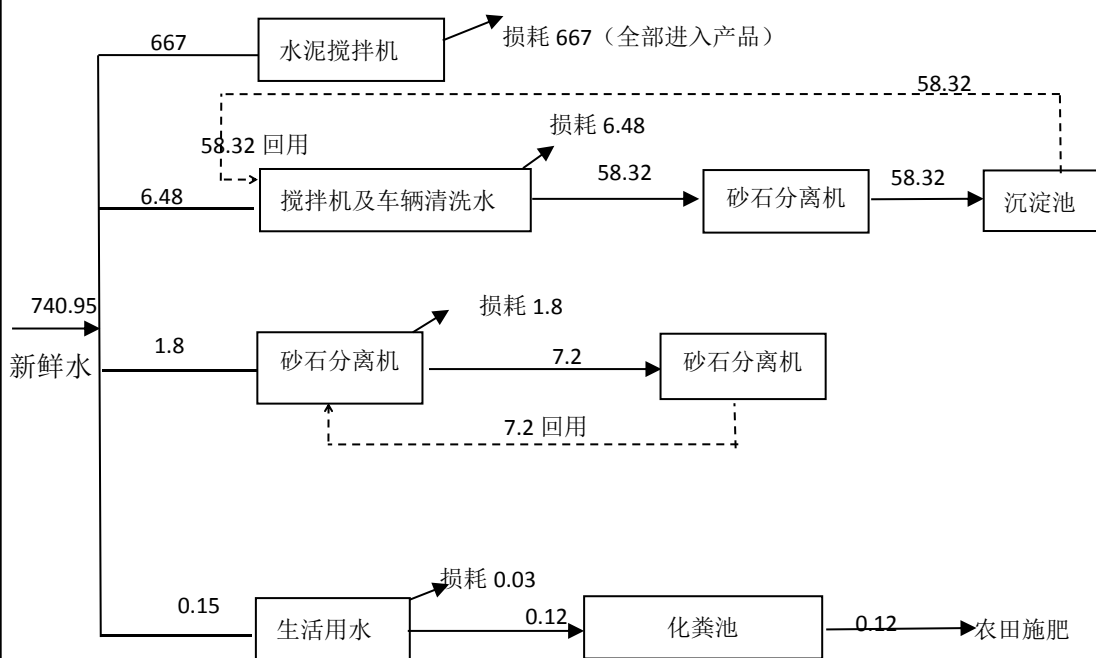 667
水泥搅拌机
损耗 667（全部进入产品）
58.32
58.32 回用
损耗 6.48
6.48
搅拌机及车辆清洗水
58.32
砂石分离机
58.32
沉淀池
740.95
新鲜水
损耗 1.8
1.8
砂石分离机
7.2
砂石分离机
7.2 回用
损耗 0.03
0.15
生活用水
0.12
化粪池
0.12
农田施肥